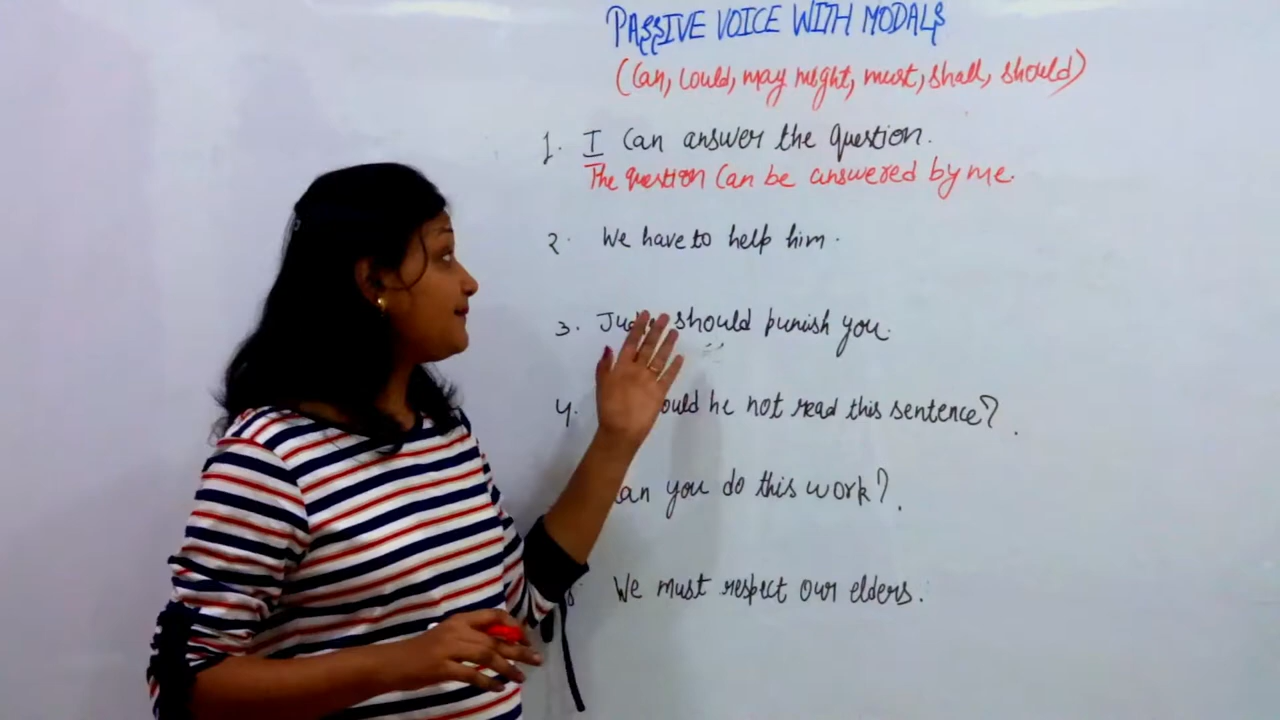 PASSIVE VOICE WITH MODALS
(Can, Could, may might, must, shall, should)
1. I can answer the question.
The question can be answered by me.
2. We have to help him.
3. should punish you.
4. he not read this sentence?
you do this work?
We must respect our elders.